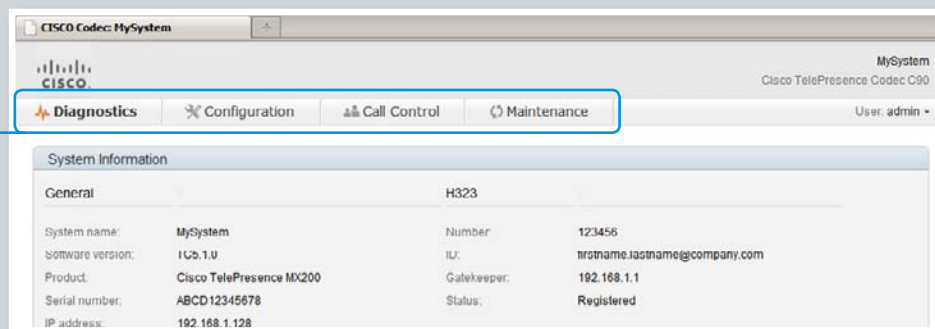 CISCO Codec: MySystem
CISCO.
MySystem
Cisco TelePresence Codec C90
Diagnostics Configuration Call Control Maintenance User: admin
System Information
General H323
System name: MySystem Number: 123456
Software version: TC5.1.0 ID: firstname.lastname@company.com
Product: Cisco TelePresence MX200 Gatekeeper: 192.168.1.1
Serial number: ABCD12345678 Status: Registered
IP address: 192.168.1.128